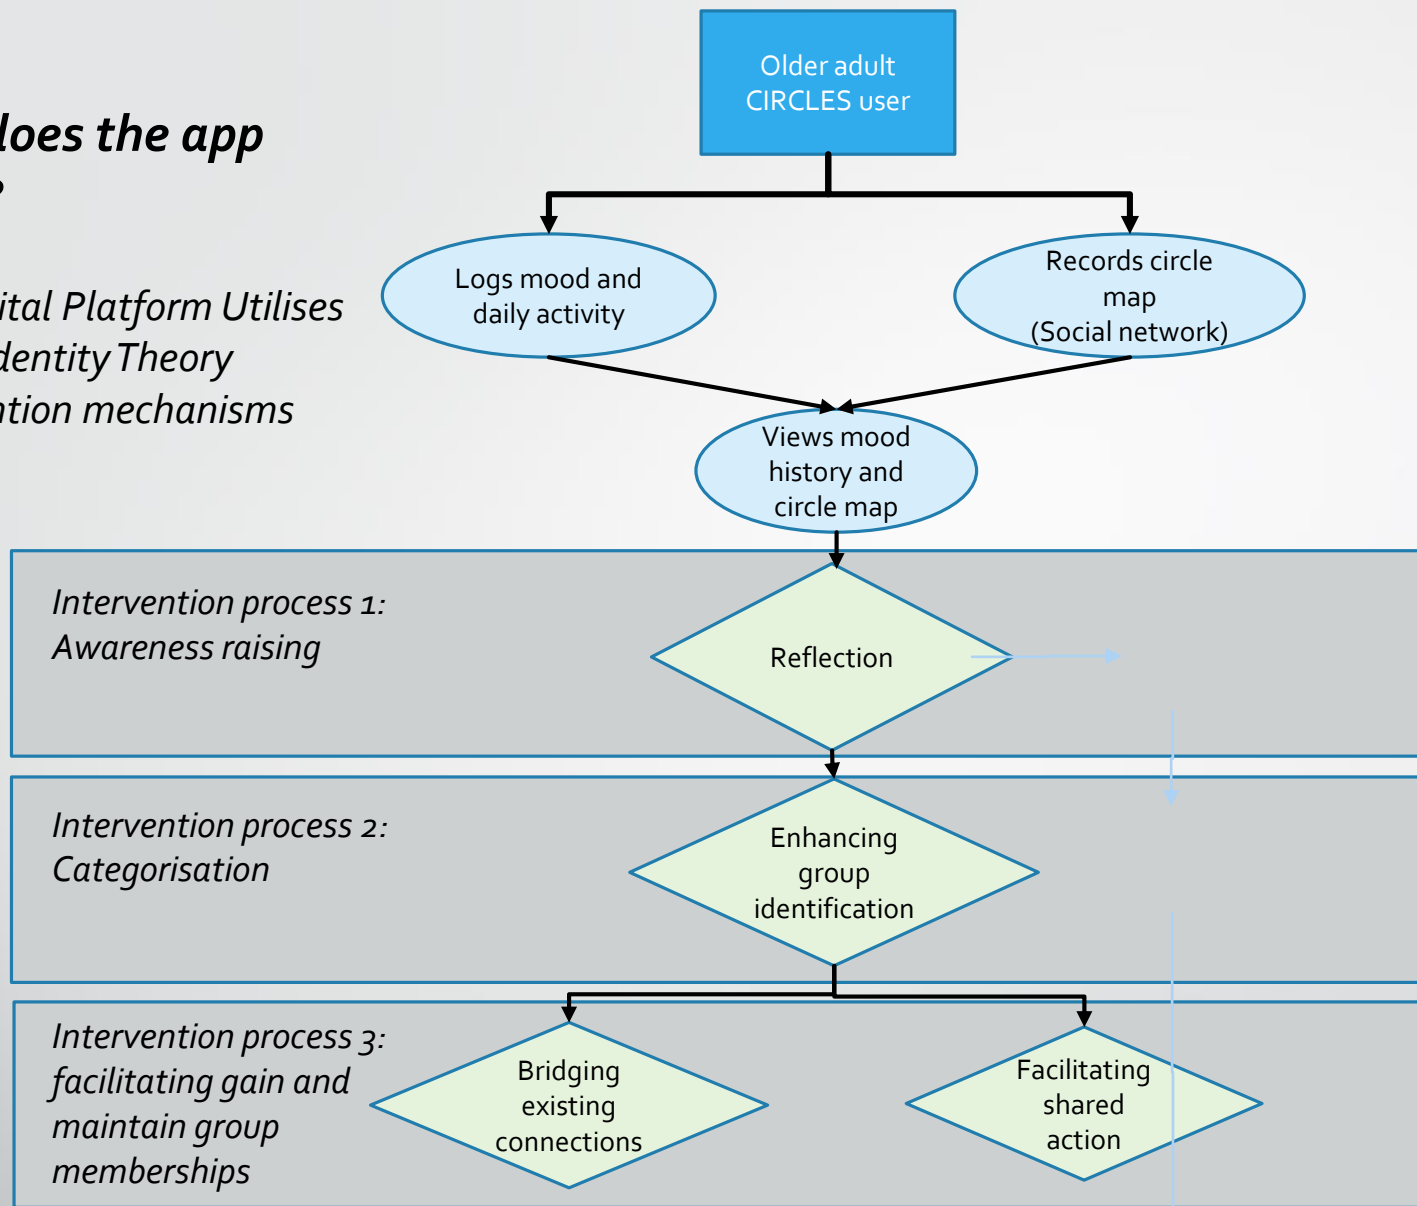 does the app
?
ital Platform Utilises
dentity Theory
ntion mechanisms
Older adult
CIRCLES user
Logs mood and
daily activity
Records circle
map
(Social network)
Views mood
history and
circle map
Intervention process 1:
Awareness raising
Reflection
Intervention process 2:
Categorisation
Enhancing
group
identification
Intervention process 3:
facilitating gain and
maintain group
memberships
Bridging
existing
connections
Facilitating
shared
action